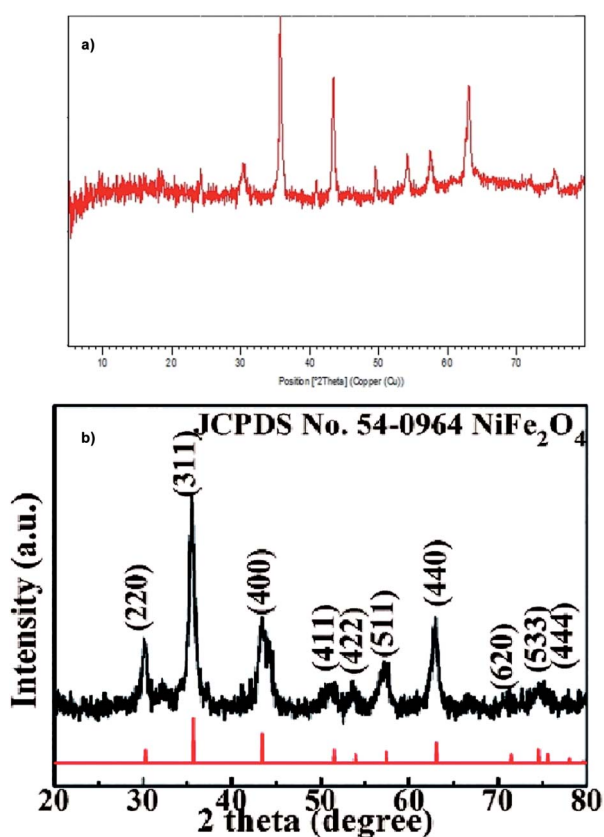 a)
10 20 30 40 50 60 70
Position [°2Theta] (Copper (Cu))
b)
JCPDS No. 54-0964 NiFe₂O₄
Intensity (a.u.)
(220)
(311)
(400)
(411)
(422)
(511)
(440)
(620)
(533)
(444)
20 30 40 50 60 70 80
2 theta (degree)